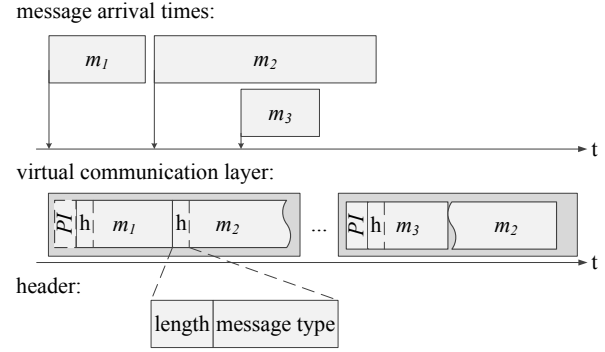 message arrival times:
m1 m2
m3
t
virtual communication layer:
PI h m1 h m2 ... PI h m3 m2
t
header:
length message type